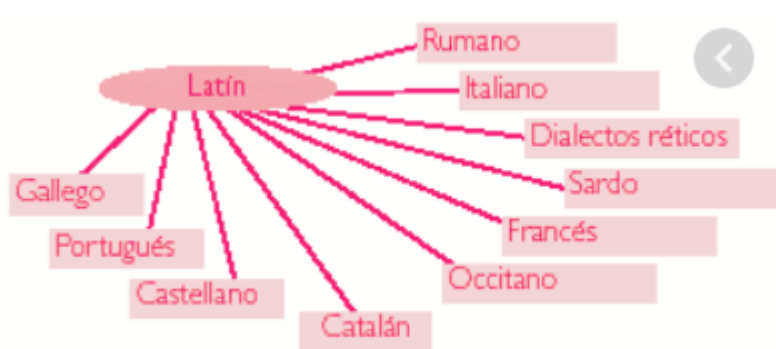 Rumano
Latín
Italiano
Dialectos réticos
Sardo
Gallego
Francés
Portugués
Occitano
Castellano
Catalán